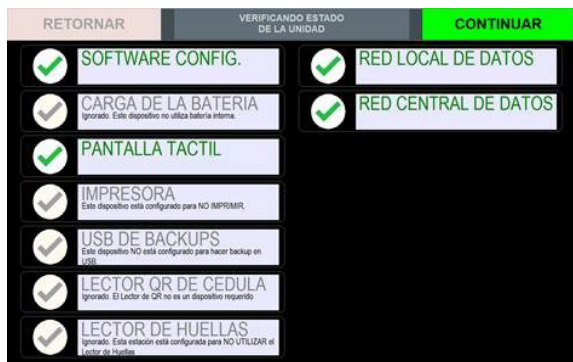 RETORNAR
VERIFICANDO ESTADO
DE LA UNIDAD
CONTINUAR
SOFTWARE CONFIG.
CARGA DE LA BATERIA
Ignorado. Este dispositivo no utiliza batería interna.
PANTALLA TACTIL
IMPRESORA
Este dispositivo está configurado para NO IMPRIMIR.
USB DE BACKUPS
Este dispositivo NO está configurado para hacer backup en
USB.
LECTOR QR DE CEDULA
Ignorado. El Lector de QR no es un dispositivo requerido
LECTOR DE HUELLAS
Ignorado. Esta estación está configurada para NO UTILIZAR el
Lector de Huellas
RED LOCAL DE DATOS
RED CENTRAL DE DATOS